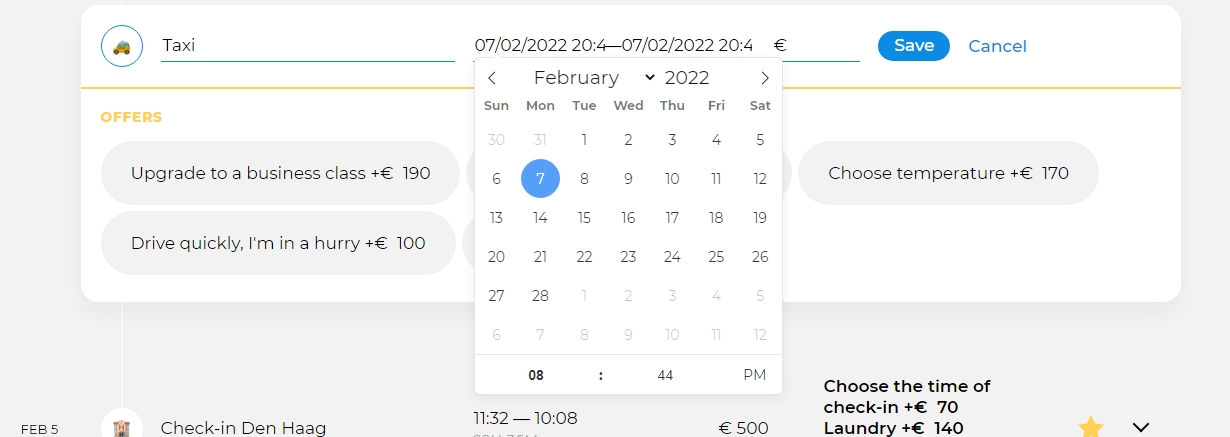 Taxi 07/02/2022 20:4—07/02/2022 20:4 € Save Cancel
February 2022
Sun Mon Tue Wed Thu Fri Sat
OFFERS
30 31 1 2 3 4 5
Upgrade to a business class +€ 190 6 7 8 9 10 11 12 Choose temperature +€ 170
13 14 15 16 17 18 19
Drive quickly, I'm in a hurry +€ 100 20 21 22 23 24 25 26
27 28 1 2 3 4 5
6 7 8 9 10 11 12
08 : 44 PM
Choose the time of
check-in +€ 70
11:32 — 10:08
FEB 5 Check-in Den Haag € 500 Laundry +€ 140